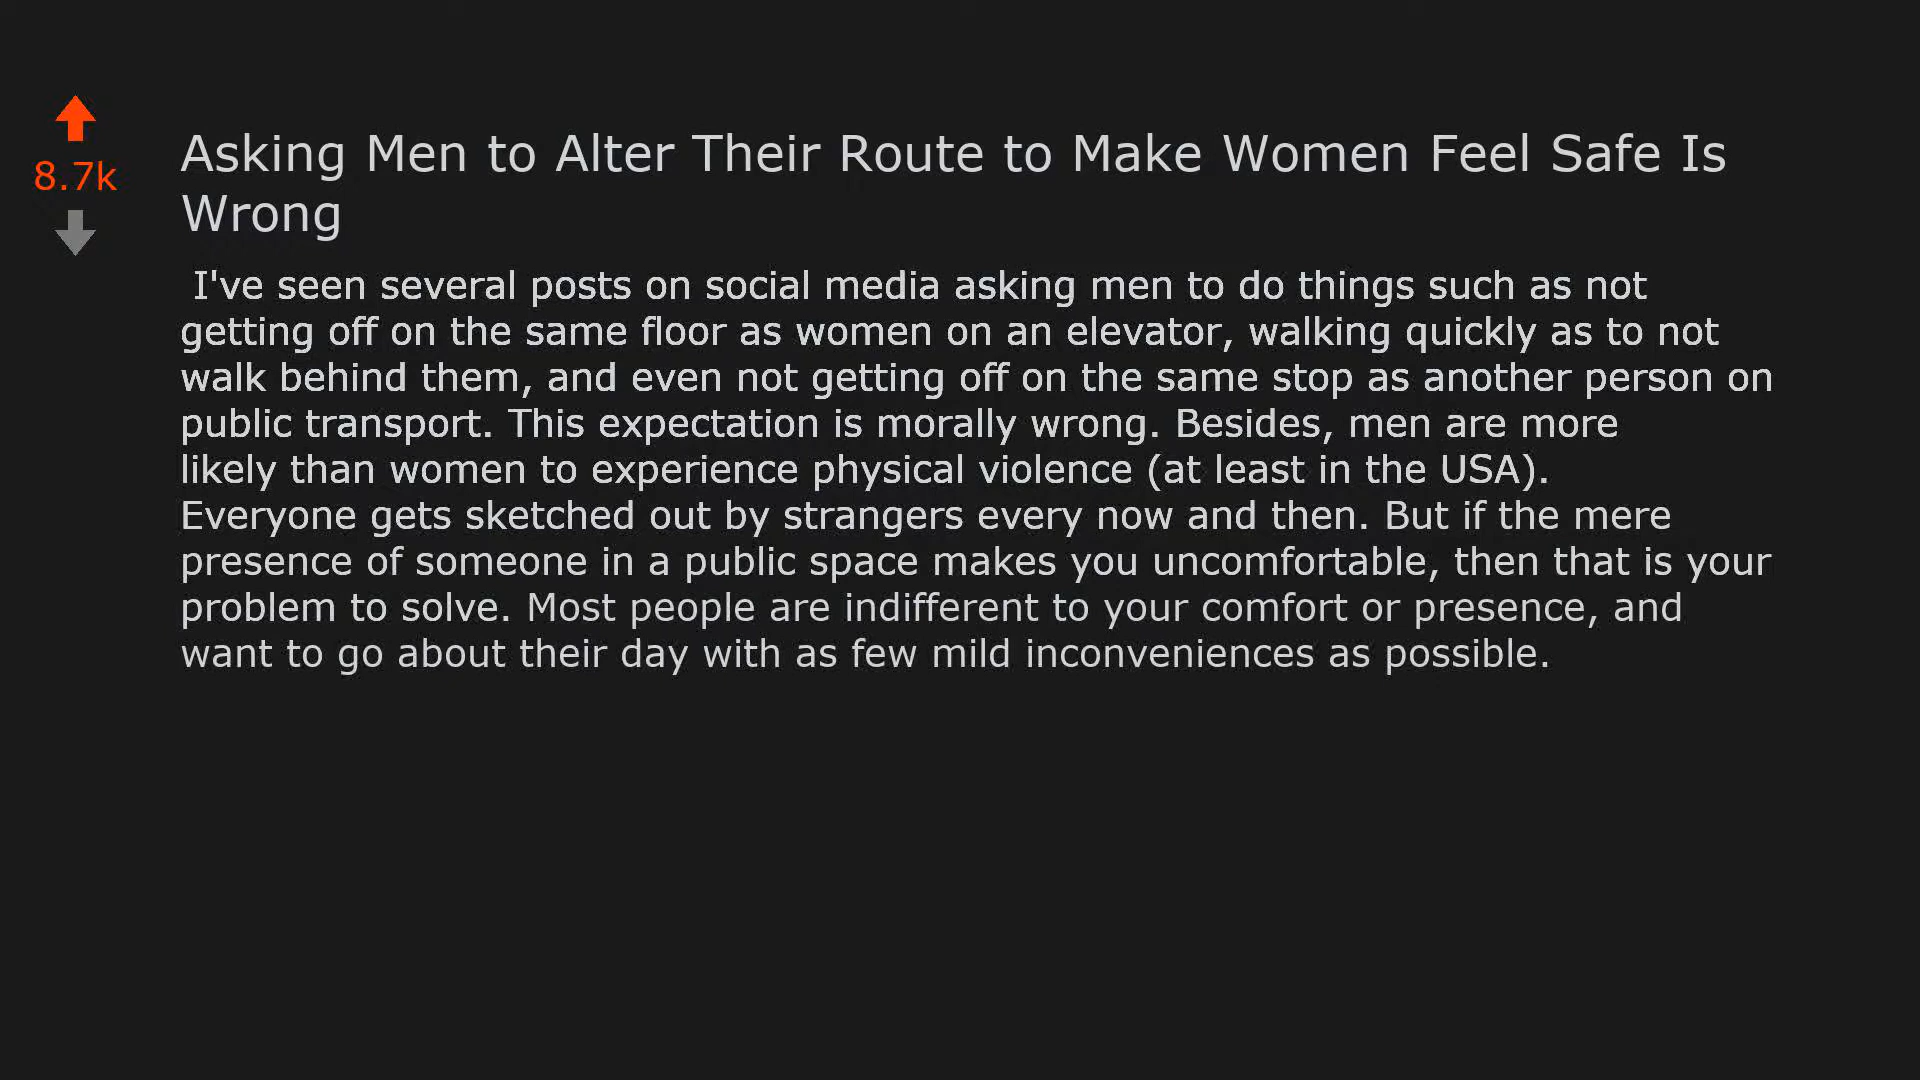 8.7k
Asking Men to Alter Their Route to Make Women Feel Safe Is
Wrong
I've seen several posts on social media asking men to do things such as not
getting off on the same floor as women on an elevator, walking quickly as to not
walk behind them, and even not getting off on the same stop as another person on
public transport. This expectation is morally wrong. Besides, men are more
likely than women to experience physical violence (at least in the USA).
Everyone gets sketched out by strangers every now and then. But if the mere
presence of someone in a public space makes you uncomfortable, then that is your
problem to solve. Most people are indifferent to your comfort or presence, and
want to go about their day with as few mild inconveniences as possible.